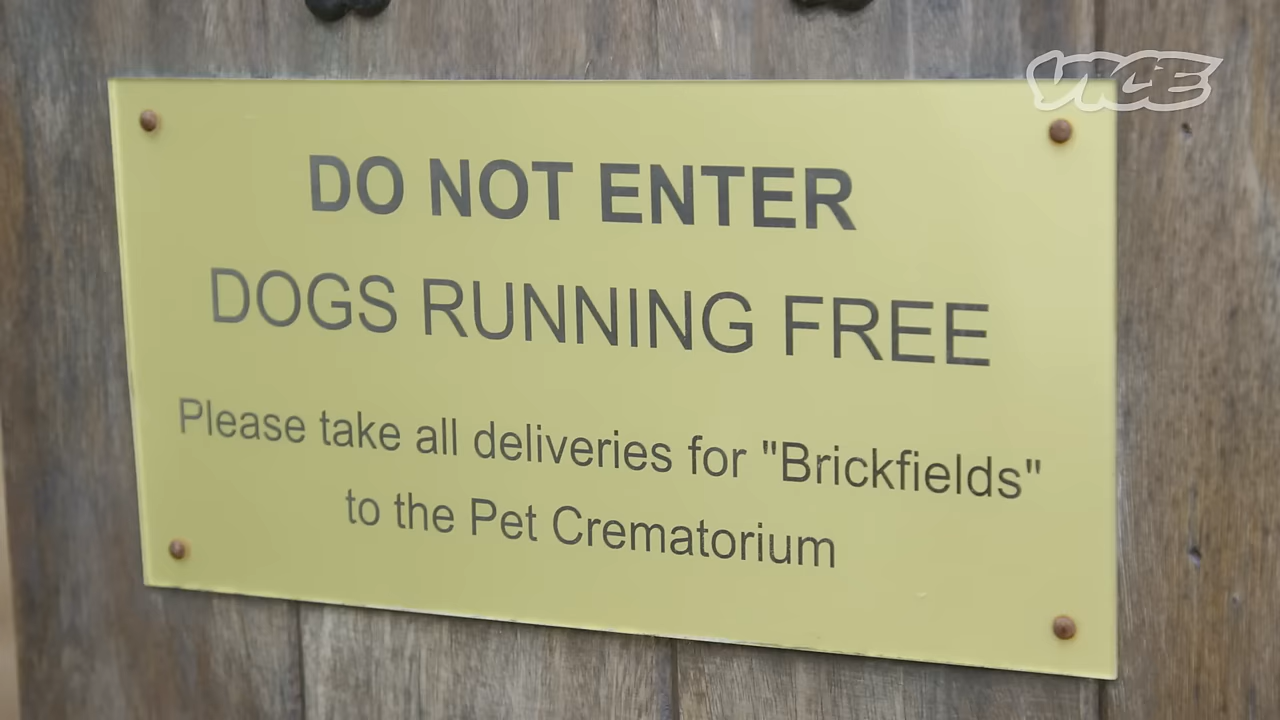 VICE
DO NOT ENTER
DOGS RUNNING FREE
Please take all deliveries for "Brickfields"
to the Pet Crematorium